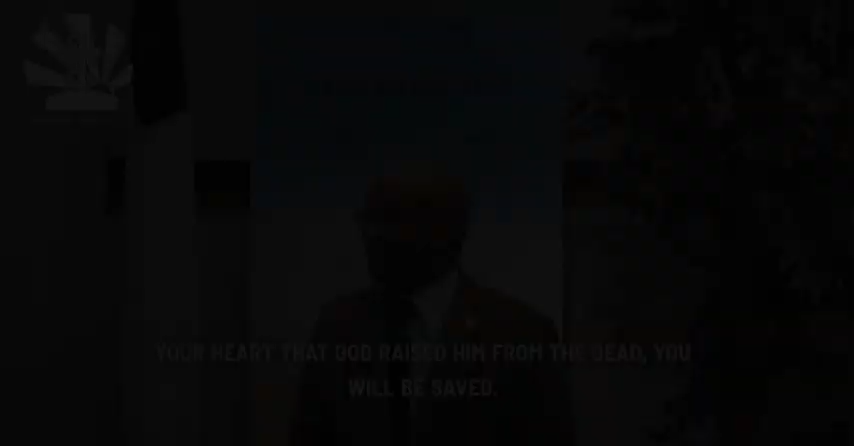 YOUR HEART THAT GOD RAISED HIM FROM THE DEAD, YOU
WILL BE SAVED.